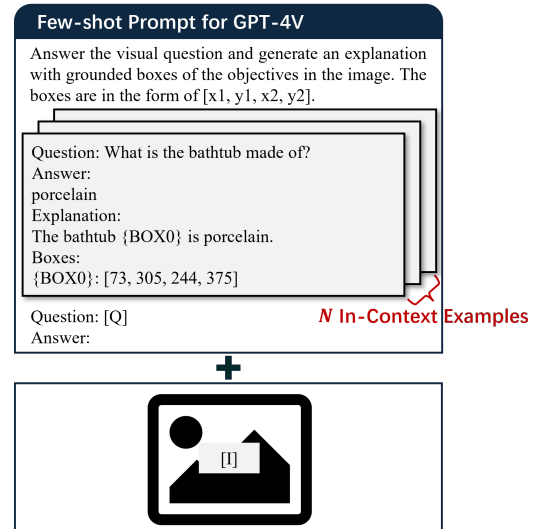 Few-shot Prompt for GPT-4V
Answer the visual question and generate an explanation
with grounded boxes of the objectives in the image. The
boxes are in the form of [x1, y1, x2, y2].
Question: What is the bathtub made of?
Answer:
porcelain
Explanation:
The bathtub {BOX0} is porcelain.
Boxes:
{BOX0}: [73, 305, 244, 375]
N In-Context Examples
Question: [Q]
Answer:
[I]